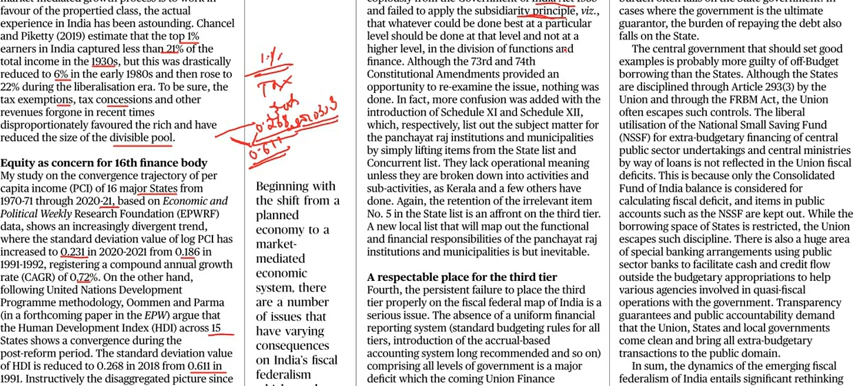 favour of the propertied class, the actual
experience in India has been astounding. Chancel
and Piketty (2019) estimate that the top 1%
earners in India captured less than 21% of the
total income in the 1930s, but this was drastically
reduced to 6% in the early 1980s and then rose to
22% during the liberalisation era. To be sure, the
tax exemptions, tax concessions and other
revenues forgone in recent times
disproportionately favoured the rich and have
reduced the size of the divisible pool.
Equity as concern for 16th finance body
My study on the convergence trajectory of per
capita income (PCI) of 16 major States from
1970-71 through 2020-21, based on Economic and
Political Weekly Research Foundation (EPWRF)
data, shows an increasingly divergent trend,
where the standard deviation of log PCI has
increased to 0.231 in 2020-2021 from 0.186 in
1991-1992, registering a compound annual growth
rate (CAGR) of 0.72%. On the other hand,
following United Nations Development
Programme methodology, Oommen and Parma
(in a forthcoming paper in the EPW) argue that
the Human Development Index (HDI) across 15
States shows a convergence during the
post-reform period. The standard deviation value
of HDI is reduced to 0.268 in 2018 from 0.611 in
1991. Instructively the disaggregated picture since
1%
Tax
0.268
0.611
Beginning with
the shift from a
planned
economy to a
market-
mediated
economic
system, there
are a number
of issues that
have varying
consequences
on India's fiscal
federalism
and failed to apply the subsidiarity principle, viz.,
that whatever could be done best at a particular
level should be done at that level and not at a
higher level, in the division of functions and
finance. Although the 73rd and 74th
Constitutional Amendments provided an
opportunity to re-examine the issue, nothing was
done. In fact, more confusion was added with the
introduction of Schedule XI and Schedule XII,
which, respectively, list out the subject matter for
the panchayat raj institutions and municipalities
by simply lifting items from the State list and
Concurrent list. They lack operational meaning
unless they are broken down into activities and
sub-activities, as Kerala and a few others have
done. Again, the retention of the irrelevant item
No. 5 in the State list is an affront on the third tier.
A new local list that will map out the functional
and financial responsibilities of the panchayat raj
institutions and municipalities is but inevitable.
A respectable place for the third tier
Fourth, the persistent failure to place the third
tier properly on the fiscal federal map of India is a
serious issue. The absence of a uniform financial
reporting system (standard budgeting rules for all
tiers, introduction of the accrual-based
accounting system long recommended and so on)
comprising all levels of government is a major
deficit which the coming Union Finance
cases where the government is the ultimate
guarantor, the burden of repaying the debt also
falls on the State.
The central government that should set good
examples is probably more guilty of off-Budget
borrowing than the States. Although the States
are disciplined through Article 293(3) by the
Union and through the FRBM Act, the Union
often escapes such controls. The liberal
utilisation of the National Small Saving Fund
(NSSF) for extra-budgetary financing of central
public sector undertakings and central ministries
by way of loans is not reflected in the Union fiscal
deficits. This is because only the Consolidated
Fund of India balance is considered for
calculating fiscal deficit, and items in public
accounts such as the NSSF are kept out. While the
borrowing space of States is restricted, the Union
escapes such discipline. There is also a huge area
of special banking arrangements using public
sector banks to facilitate cash and credit flow
outside the budgetary appropriations to help
various agencies involved in quasi-fiscal
operations with the government. Transparency
guarantees and public accountability demand
that the Union, States and local governments
come clean and bring all extra-budgetary
transactions to the public domain.
In sum, the dynamics of the emerging fiscal
federalism of India entails significant rethinking